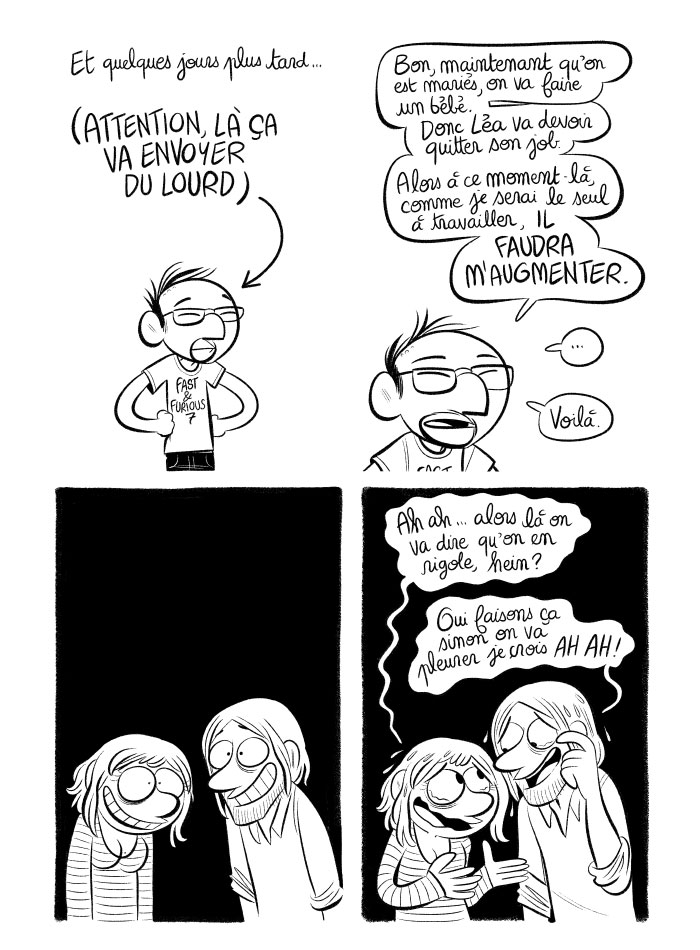 Et quelques jours plus tard...
(ATTENTION, LÀ ÇA
VA ENVOYER
DU LOURD)
FAST
&
FURIOUS
7
Bon, maintenant qu'on
est mariés, on va faire
un bébé.
Donc Léa va devoir
quitter son job.
Alors à ce moment-là,
comme je serai le seul
à travailler, IL
FAUDRA
M'AUGMENTER.
...
Voilà.
FAST
Ah ah... alors là on
va dire qu'on en
rigole, hein?
Oui faisons ça
sinon on va
pleurer je crois AH AH!